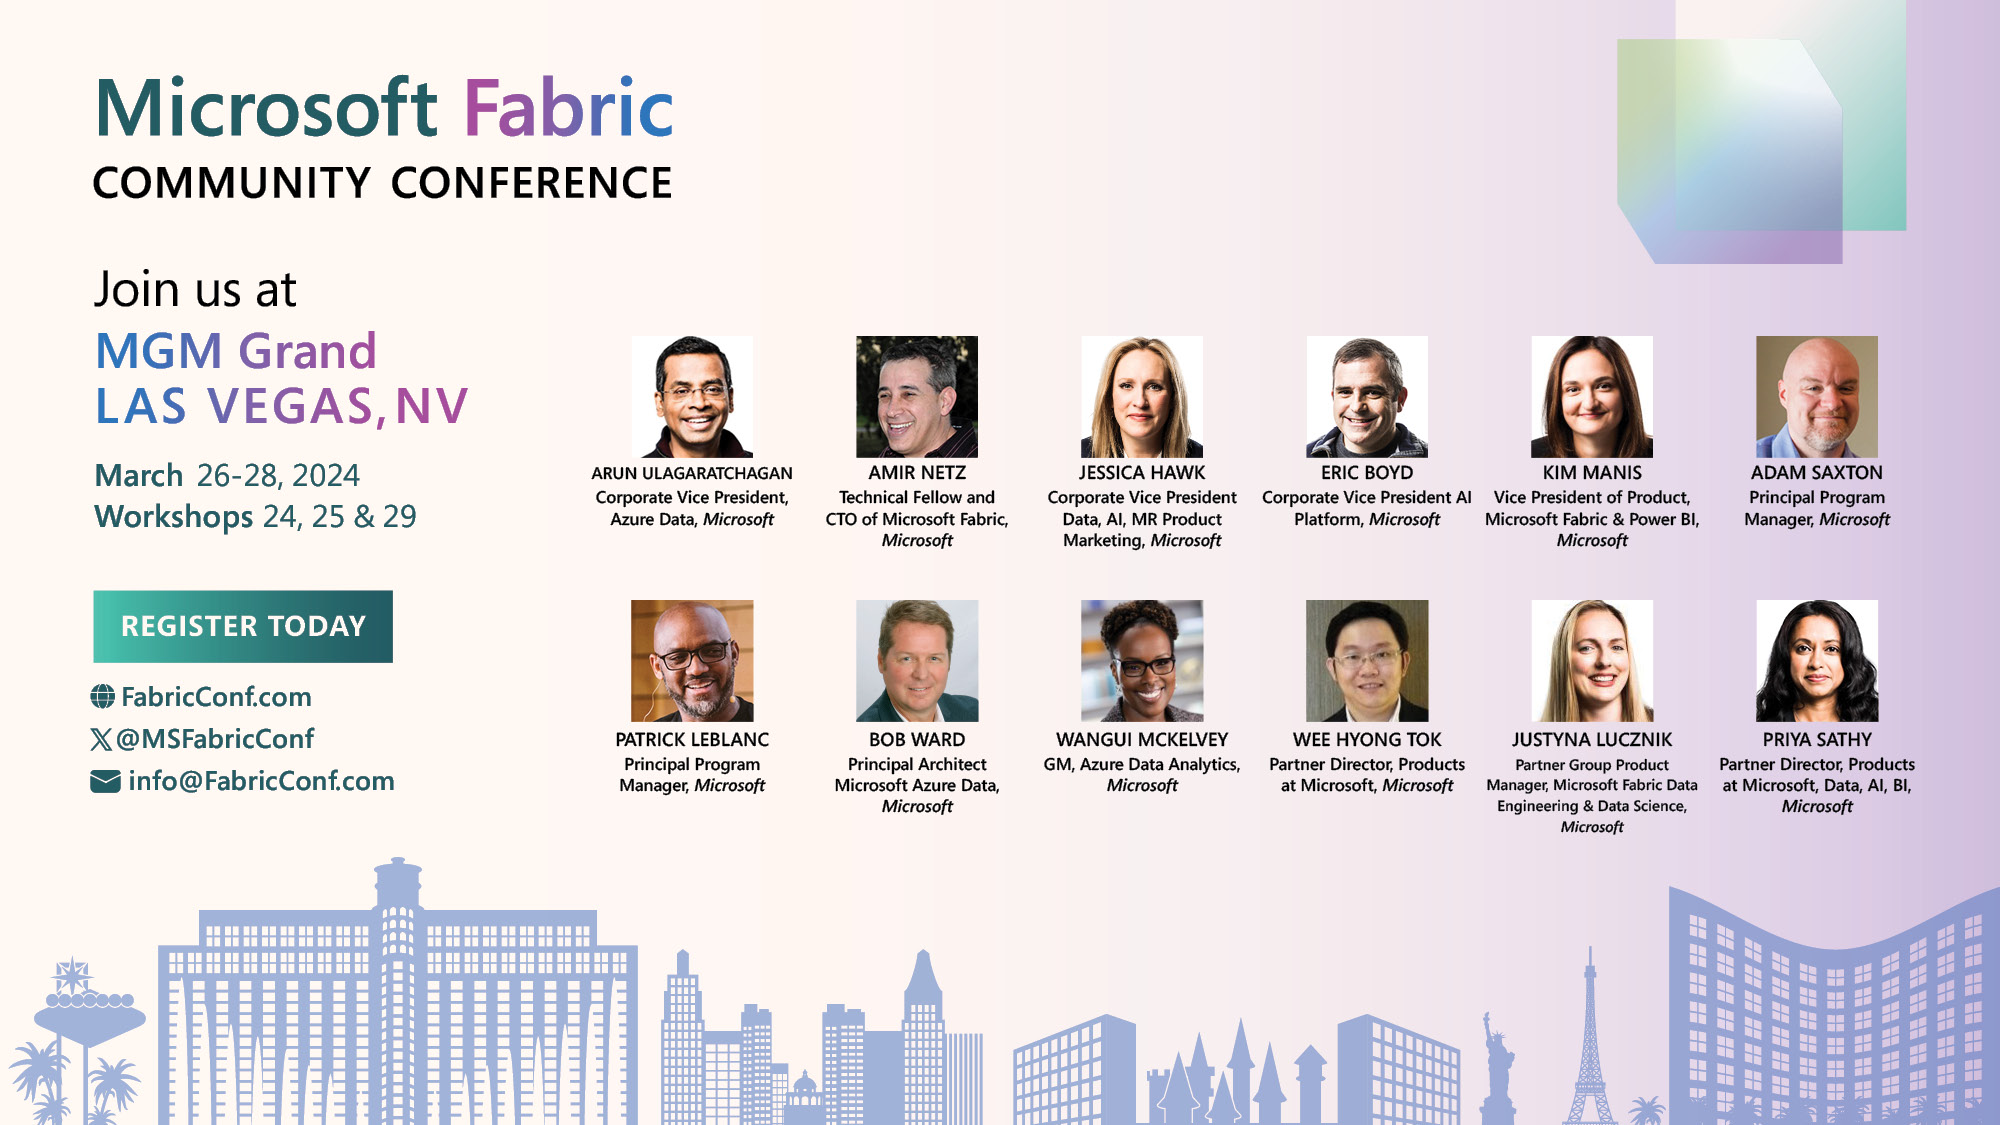 Microsoft Fabric
COMMUNITY CONFERENCE
Join us at
MGM Grand
LAS VEGAS, NV
March 26-28, 2024
Workshops 24, 25 & 29
REGISTER TODAY
FabricConf.com
@MSFabricConf
info@FabricConf.com
ARUN ULAGARATCHAGAN
Corporate Vice President,
Azure Data, Microsoft
AMIR NETZ
Technical Fellow and
CTO of Microsoft Fabric,
Microsoft
JESSICA HAWK
Corporate Vice President
Data, AI, MR Product
Marketing, Microsoft
ERIC BOYD
Corporate Vice President AI
Platform, Microsoft
KIM MANIS
Vice President of Product,
Microsoft Fabric & Power BI,
Microsoft
ADAM SAXTON
Principal Program
Manager, Microsoft
PATRICK LEBLANC
Principal Program
Manager, Microsoft
BOB WARD
Principal Architect
Microsoft Azure Data,
Microsoft
WANGUI MCKELVEY
GM, Azure Data Analytics,
Microsoft
WEE HYONG TOK
Partner Director, Products
at Microsoft, Microsoft
JUSTYNA LUCZNIK
Partner Group Product
Manager, Microsoft Fabric Data
Engineering & Data Science,
Microsoft
PRIYA SATHY
Partner Director, Products
at Microsoft, Data, AI, BI,
Microsoft